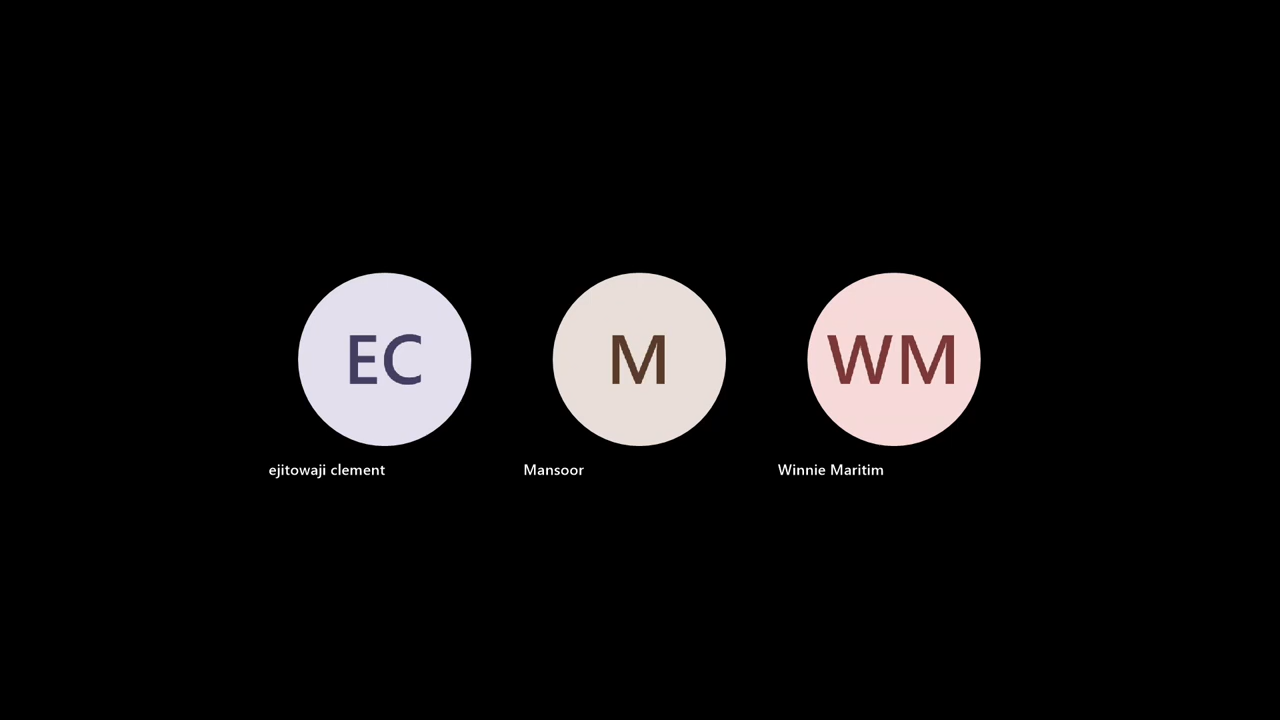 EC
M
WM
ejitowaji clement
Mansoor
Winnie Maritim